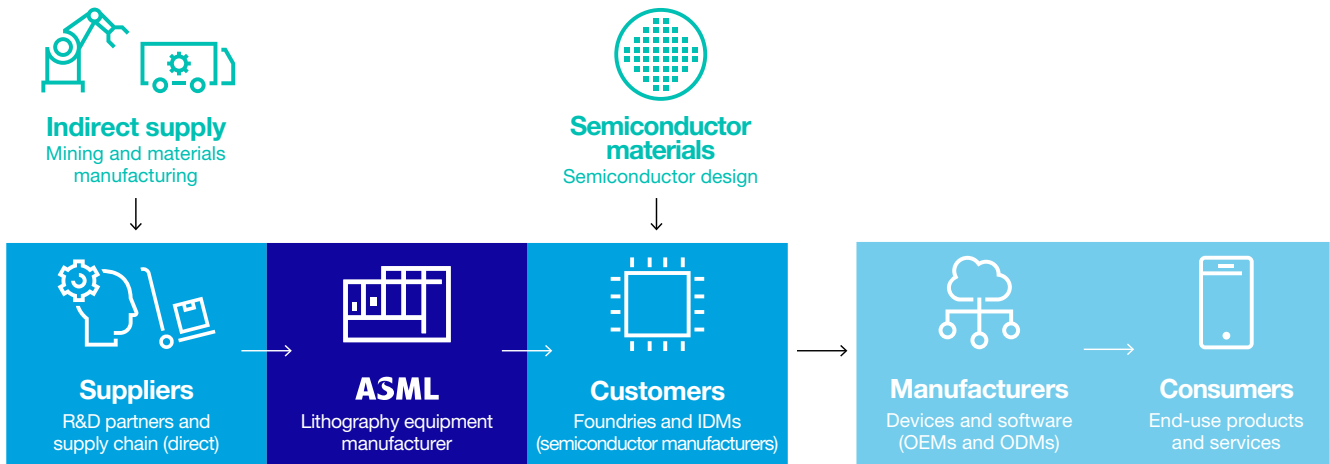 Indirect supply
Mining and materials
manufacturing
Semiconductor
materials
Semiconductor design
Suppliers
R&D partners and
supply chain (direct)
ASML
Lithography equipment
manufacturer
Customers
Foundries and IDMs
(semiconductor manufacturers)
Manufacturers
Devices and software
(OEMs and ODMs)
Consumers
End-use products
and services